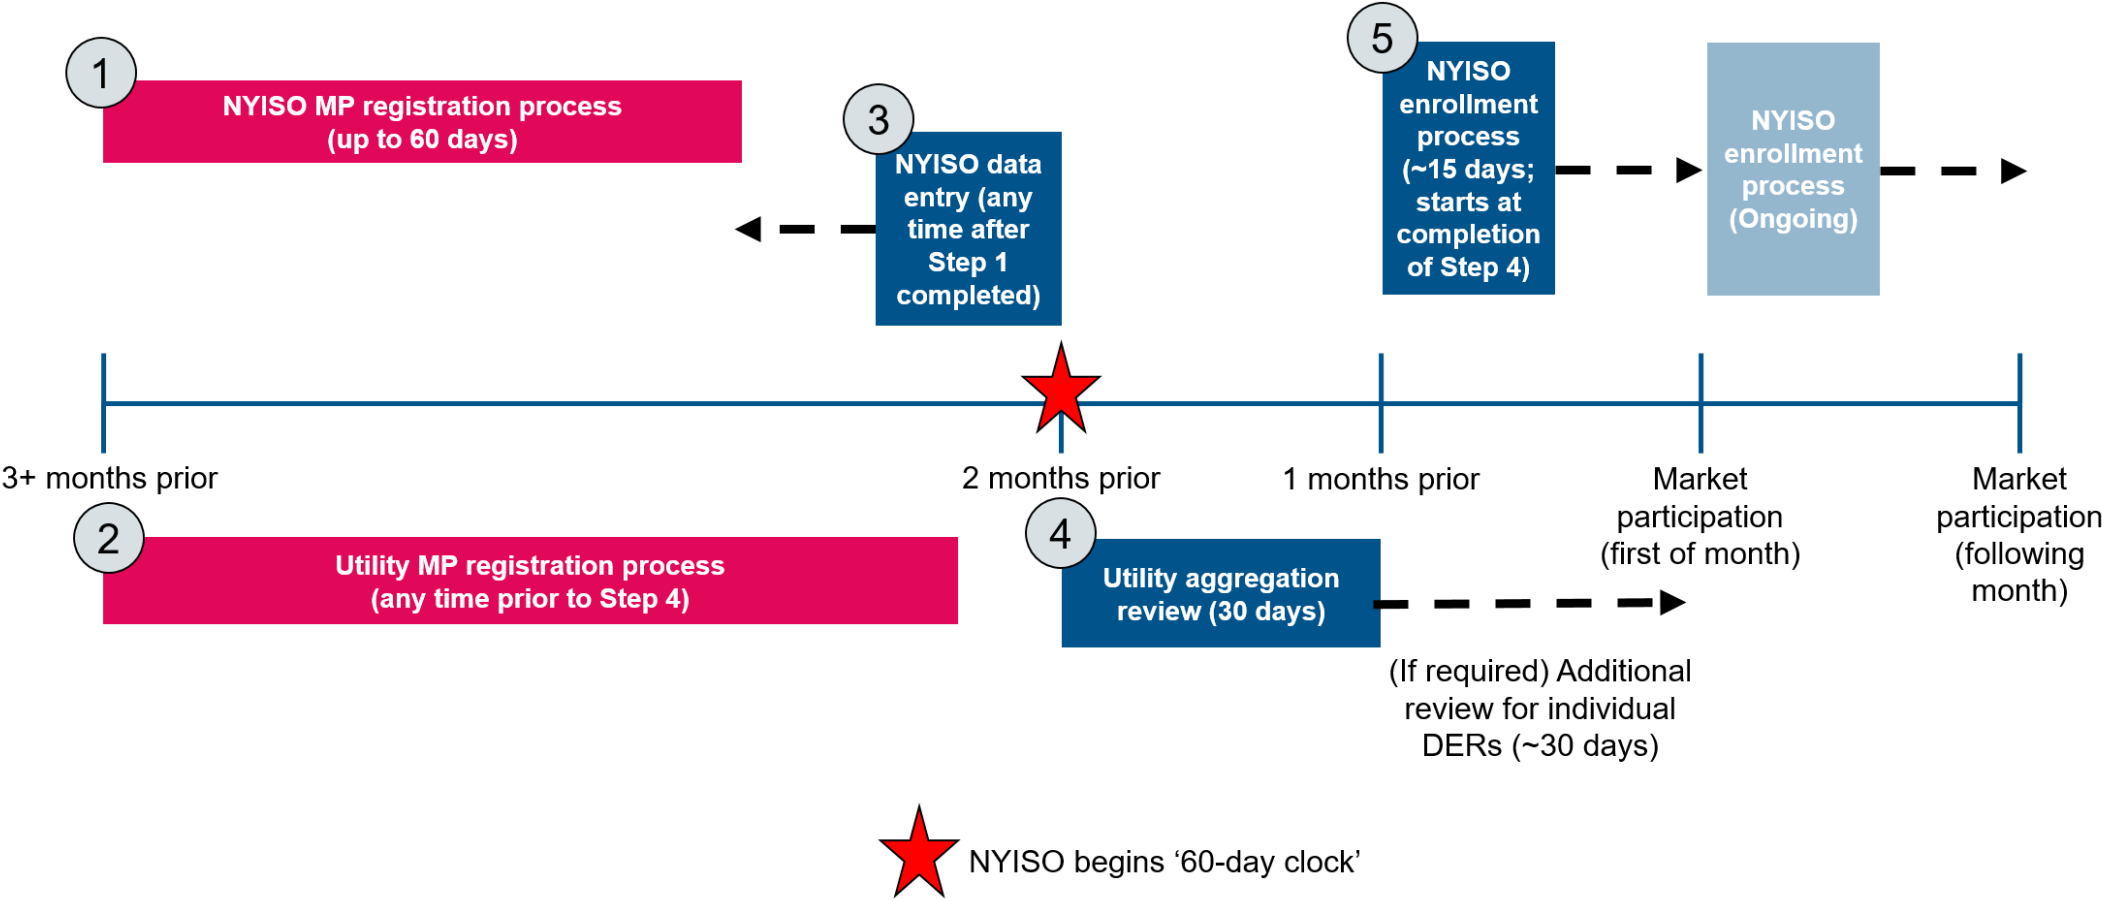 1
NYISO MP registration process
(up to 60 days)
3
NYISO data
entry (any
time after
Step 1
completed)
5
NYISO
enrollment
process
(~15 days;
starts at
completion
of Step 4)
NYISO
enrollment
process
(Ongoing)
3+ months prior
2 months prior
1 months prior
Market
participation
(first of month)
Market
participation
(following
month)
2
Utility MP registration process
(any time prior to Step 4)
4
Utility aggregation
review (30 days)
(If required) Additional
review for individual
DERs (~30 days)
NYISO begins ‘60-day clock’